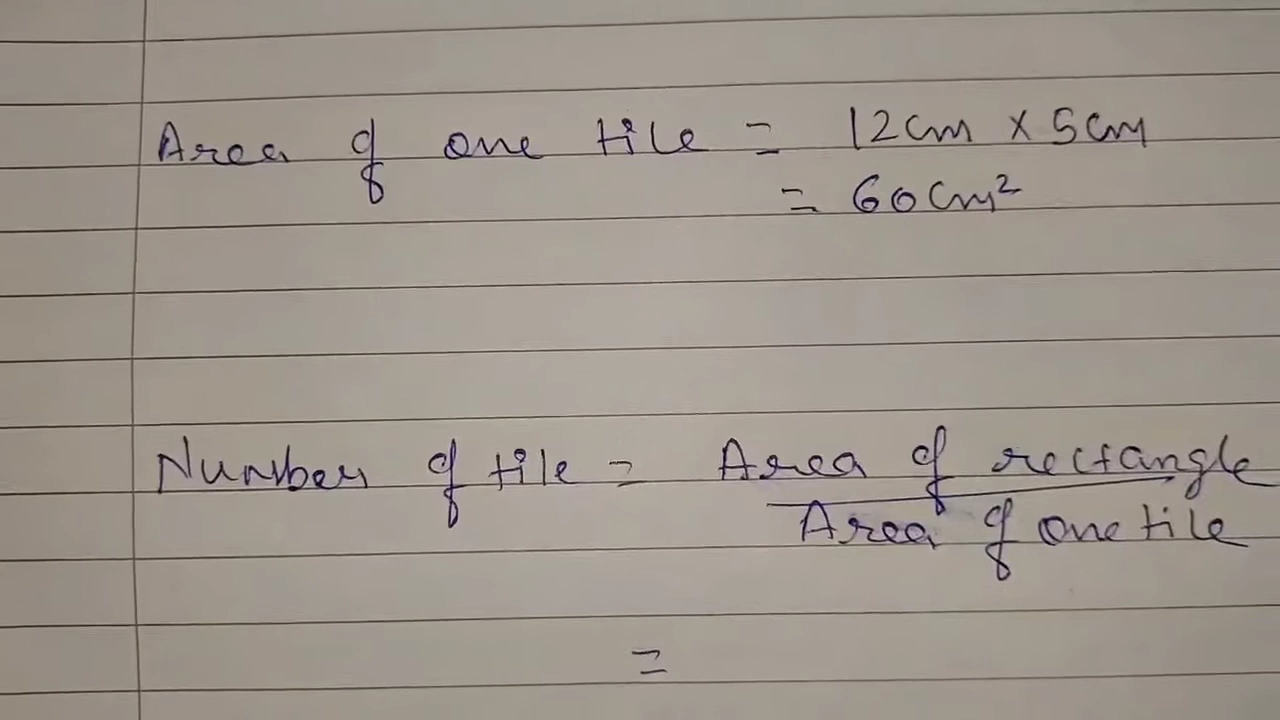 Area of one tile = 12cm × 5cm
= 60cm²
Number of tile = Area of rectangle
Area of one tile
=